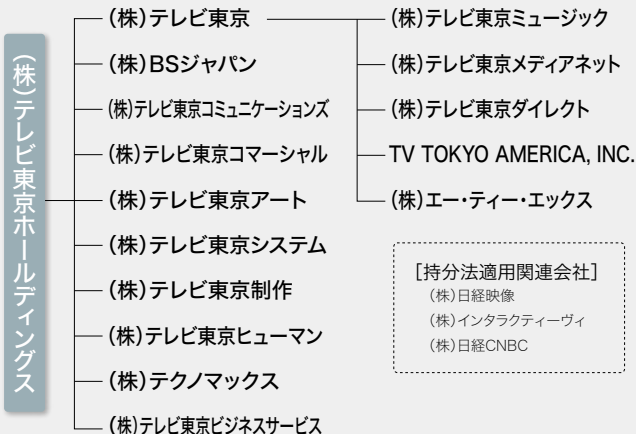 (株)テレビ東京ホールディングス
(株)テレビ東京
(株)BSジャパン
(株)テレビ東京コミュニケーションズ
(株)テレビ東京コマーシャル
(株)テレビ東京アート
(株)テレビ東京システム
(株)テレビ東京制作
(株)テレビ東京ヒューマン
(株)テクノマックス
(株)テレビ東京ビジネスサービス
(株)テレビ東京ミュージック
(株)テレビ東京メディアネット
(株)テレビ東京ダイレクト
TV TOKYO AMERICA, INC.
(株)エー・ティー・エックス
[持分法適用関連会社]
(株)日経映像
(株)インタラクティーヴィ
(株)日経CNBC